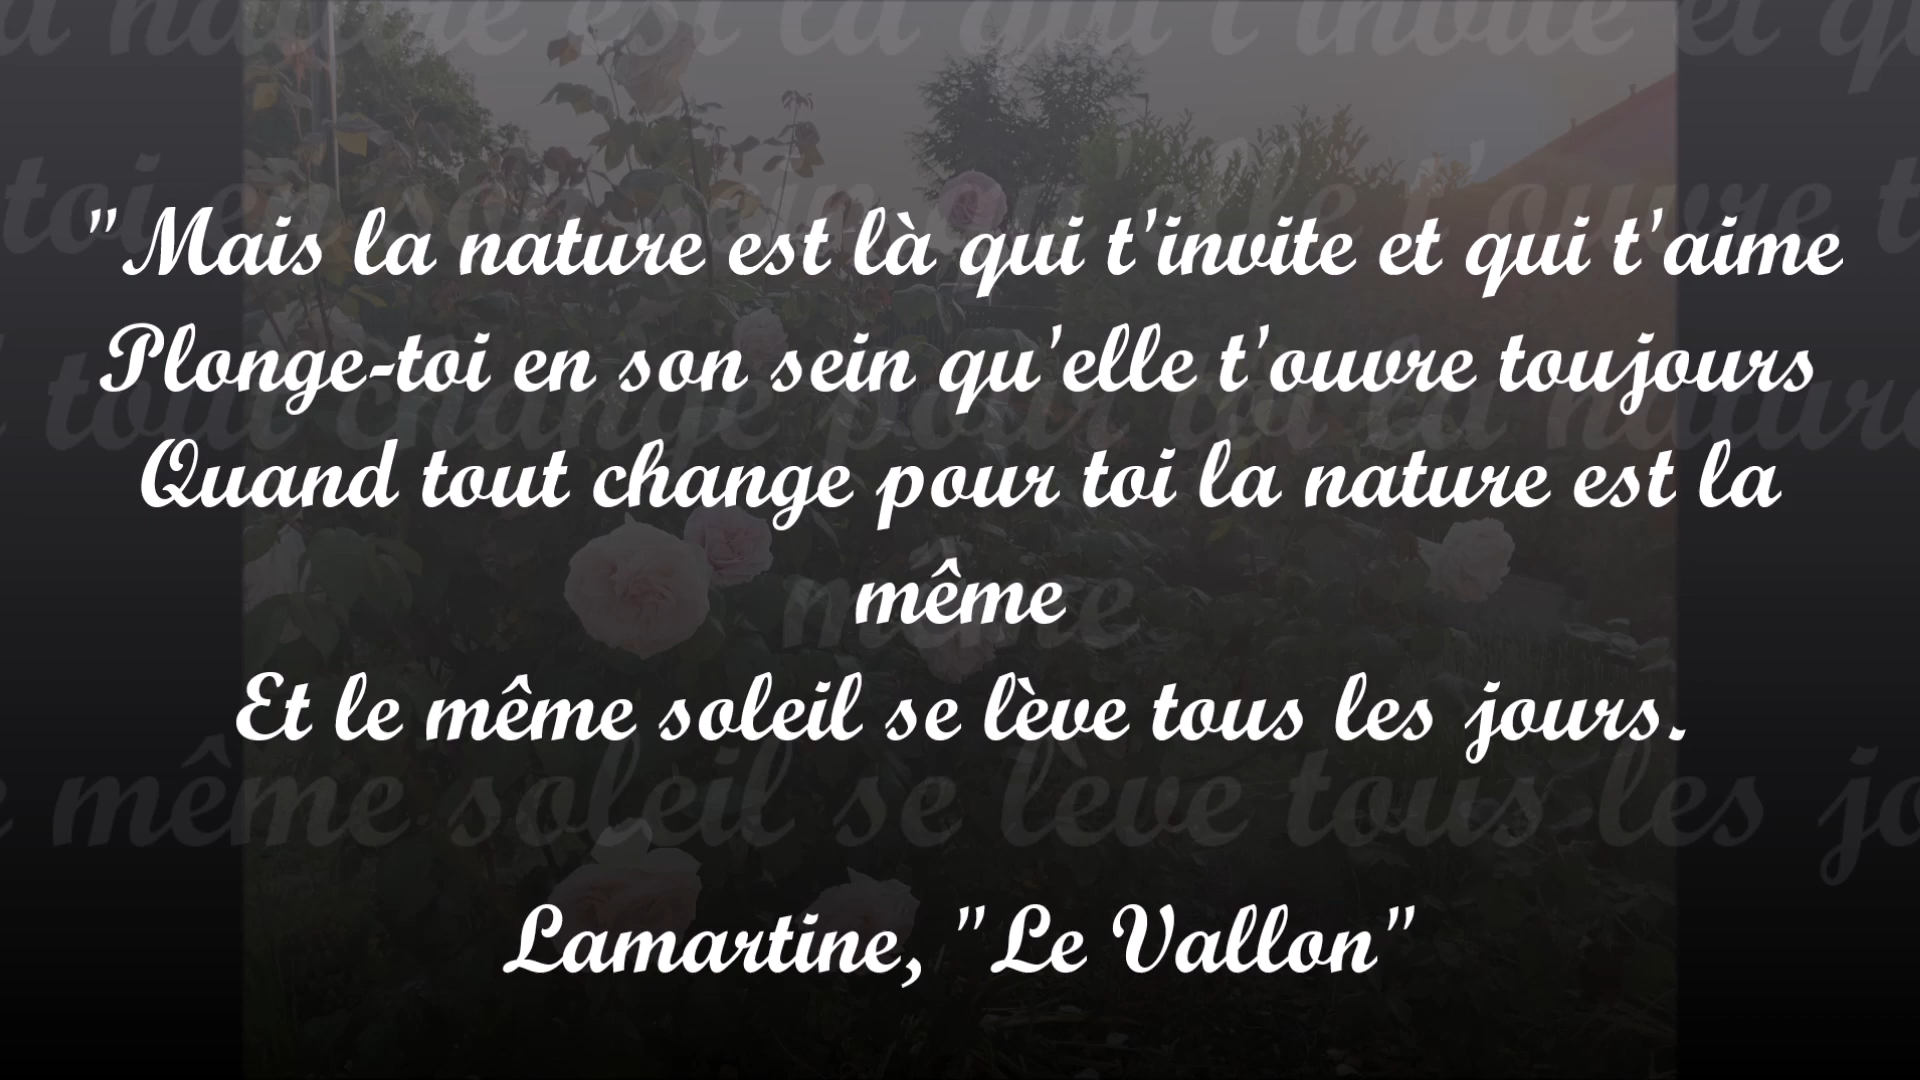 "Mais la nature est là qui t'invite et qui t'aime
Plonge-toi en son sein qu'elle t'ouvre toujours
Quand tout change pour toi la nature est la
même
Et le même soleil se lève tous les jours.
Lamartine, "Le Vallon"